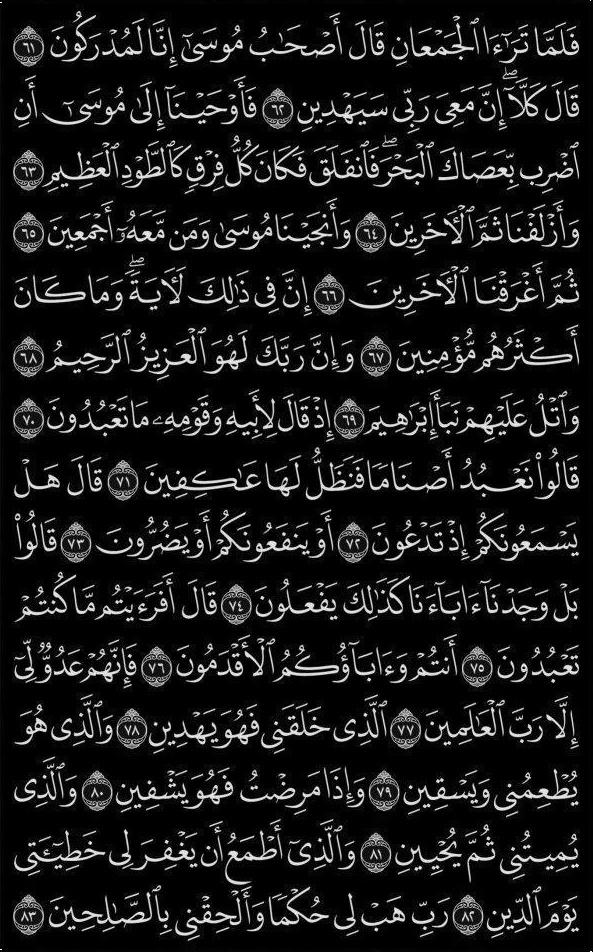 فَلَمَّا تَرَٰٓءَا ٱلْجَمْعَانِ قَالَ أَصْحَٰبُ مُوسَىٰٓ إِنَّا لَمُدْرَكُونَ ٦١
قَالَ كَلَّآ ۖ إِنَّ مَعِىَ رَبِّى سَيَهْدِينِ ٦٢ فَأَوْحَيْنَآ إِلَىٰ مُوسَىٰٓ أَنِ
ٱضْرِب بِّعَصَاكَ ٱلْبَحْرَ ۖ فَٱنفَلَقَ فَكَانَ كُلُّ فِرْقٍ كَٱلطَّوْدِ ٱلْعَظِيمِ ٦٣
وَأَزْلَفْنَا ثَمَّ ٱلْءَاخَرِينَ ٦٤ وَأَنجَيْنَا مُوسَىٰ وَمَن مَّعَهُۥٓ أَجْمَعِينَ ٦٥
ثُمَّ أَغْرَقْنَا ٱلْءَاخَرِينَ ٦٦ إِنَّ فِى ذَٰلِكَ لَءَايَةً ۖ وَمَا كَانَ
أَكْثَرُهُم مُّؤْمِنِينَ ٦٧ وَإِنَّ رَبَّكَ لَهُوَ ٱلْعَزِيزُ ٱلرَّحِيمُ ٦٨
وَٱتْلُ عَلَيْهِمْ نَبَأَ إِبْرَٰهِيمَ ٦٩ إِذْ قَالَ لِأَبِيهِ وَقَوْمِهِۦ مَا تَعْبُدُونَ ٧٠
قَالُوا۟ نَعْبُدُ أَصْنَامًا فَنَظَلُّ لَهَا عَٰكِفِينَ ٧١ قَالَ هَلْ
يَسْمَعُونَكُمْ إِذْ تَدْعُونَ ٧٢ أَوْ يَنفَعُونَكُمْ أَوْ يَضُرُّونَ ٧٣ قَالُوا۟
بَلْ وَجَدْنَآ ءَابَآءَنَا كَذَٰلِكَ يَفْعَلُونَ ٧٤ قَالَ أَفَرَءَيْتُم مَّا كُنتُمْ
تَعْبُدُونَ ٧٥ أَنتُمْ وَءَابَآؤُكُمُ ٱلْأَقْدَمُونَ ٧٦ فَإِنَّهُمْ عَدُوٌّ لِّىٓ
إِلَّا رَبَّ ٱلْعَٰلَمِينَ ٧٧ ٱلَّذِى خَلَقَنِى فَهُوَ يَهْدِينِ ٧٨ وَٱلَّذِى هُوَ
يُطْعِمُنِى وَيَسْقِينِ ٧٩ وَإِذَا مَرِضْتُ فَهُوَ يَشْفِينِ ٨٠ وَٱلَّذِى
يُمِيتُنِى ثُمَّ يُحْيِينِ ٨١ وَٱلَّذِىٓ أَطْمَعُ أَن يَغْفِرَ لِى خَطِيٓـَٔتِى
يَوْمَ ٱلدِّينِ ٨٢ رَبِّ هَبْ لِى حُكْمًا وَأَلْحِقْنِى بِٱلصَّٰلِحِينَ ٨٣